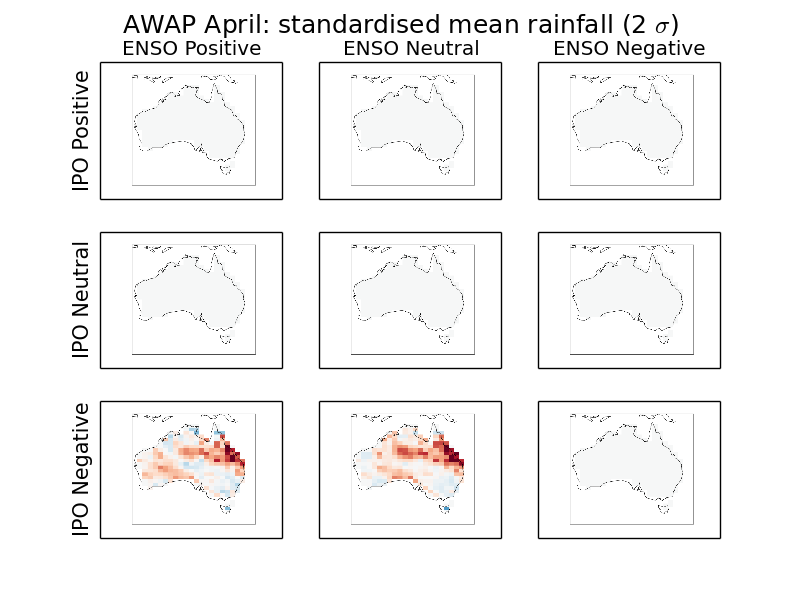 AWAP April: standardised mean rainfall (2 σ)
ENSO Positive ENSO Neutral ENSO Negative
IPO Positive
IPO Neutral
IPO Negative